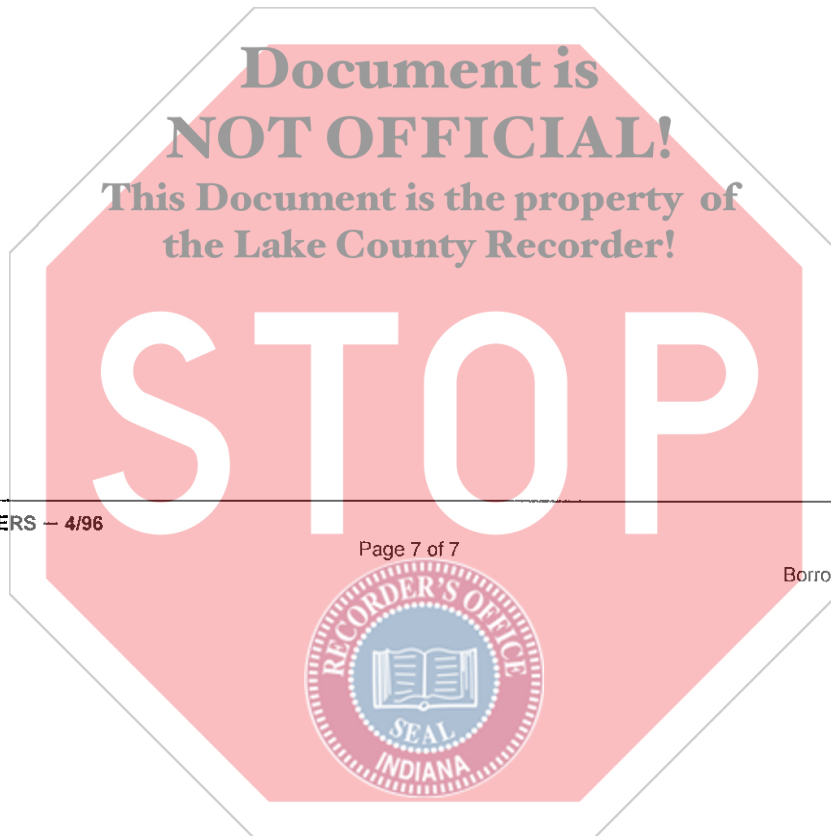 Document is
NOT OFFICIAL!
This Document is the property of
the Lake County Recorder!
STOP
ERS – 4/96
Page 7 of 7
Borro
RECORDER'S OFFICE
SEAL
INDIANA